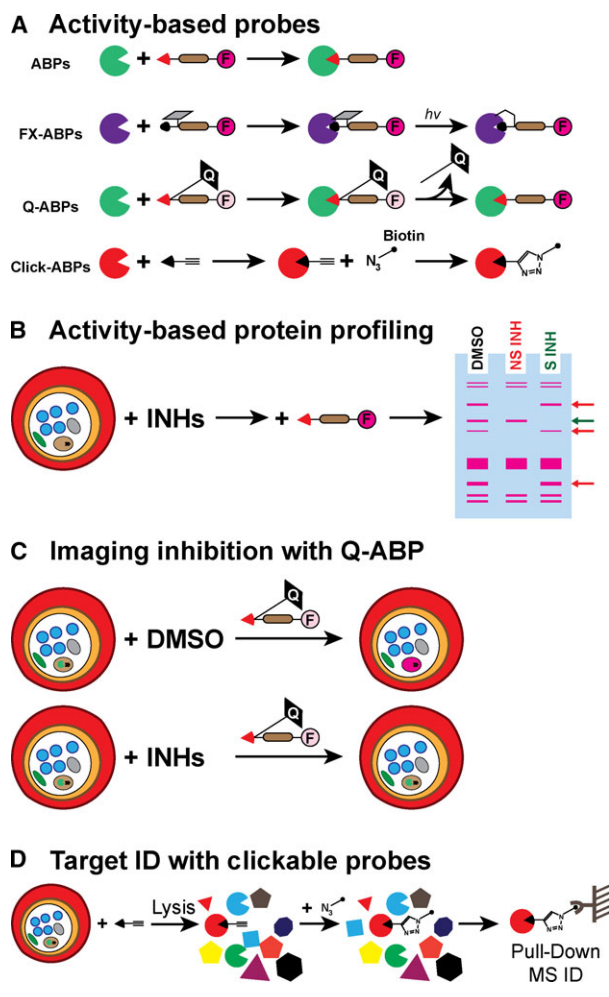 A Activity-based probes
ABPs + F F
FX-ABPs + F F hv F
Q-ABPs + Q F Q F Q F
Biotin
Click-ABPs + + N3 N N=N
B Activity-based protein profiling
DMSO NS INH S INH
+ INHs + F
C Imaging inhibition with Q-ABP
Q
+ DMSO F
Q
+ INHs F
D Target ID with clickable probes
+ Lysis + N3 N N=N N N=N
Pull-Down
MS ID